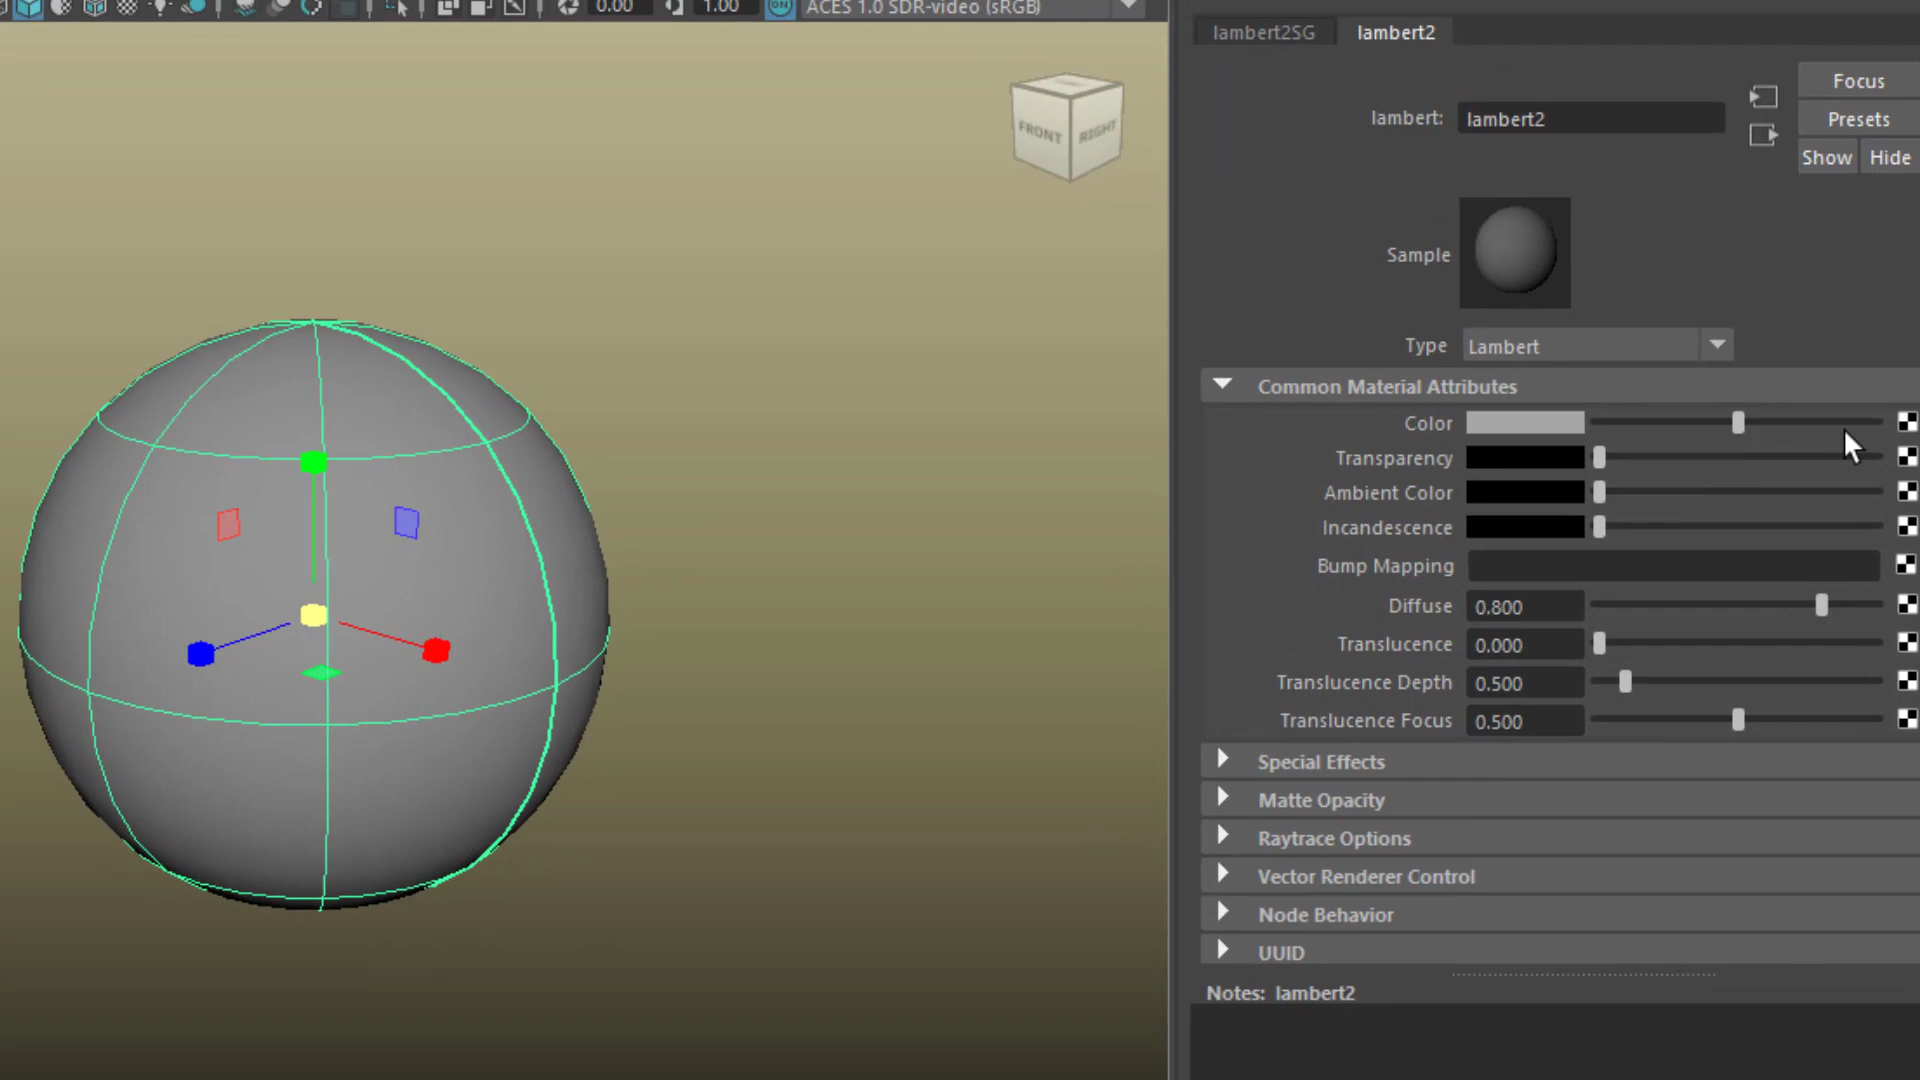 0.00 1.00 ON ACES 1.0 SDR-video (sRGB)
lambert2SG lambert2
Focus
lambert: lambert2
Presets
Show Hide
FRONT RIGHT
Sample
Type Lambert
Common Material Attributes
Color
Transparency
Ambient Color
Incandescence
Bump Mapping
Diffuse 0.800
Translucence 0.000
Translucence Depth 0.500
Translucence Focus 0.500
Special Effects
Matte Opacity
Raytrace Options
Vector Renderer Control
Node Behavior
UUID
Notes: lambert2